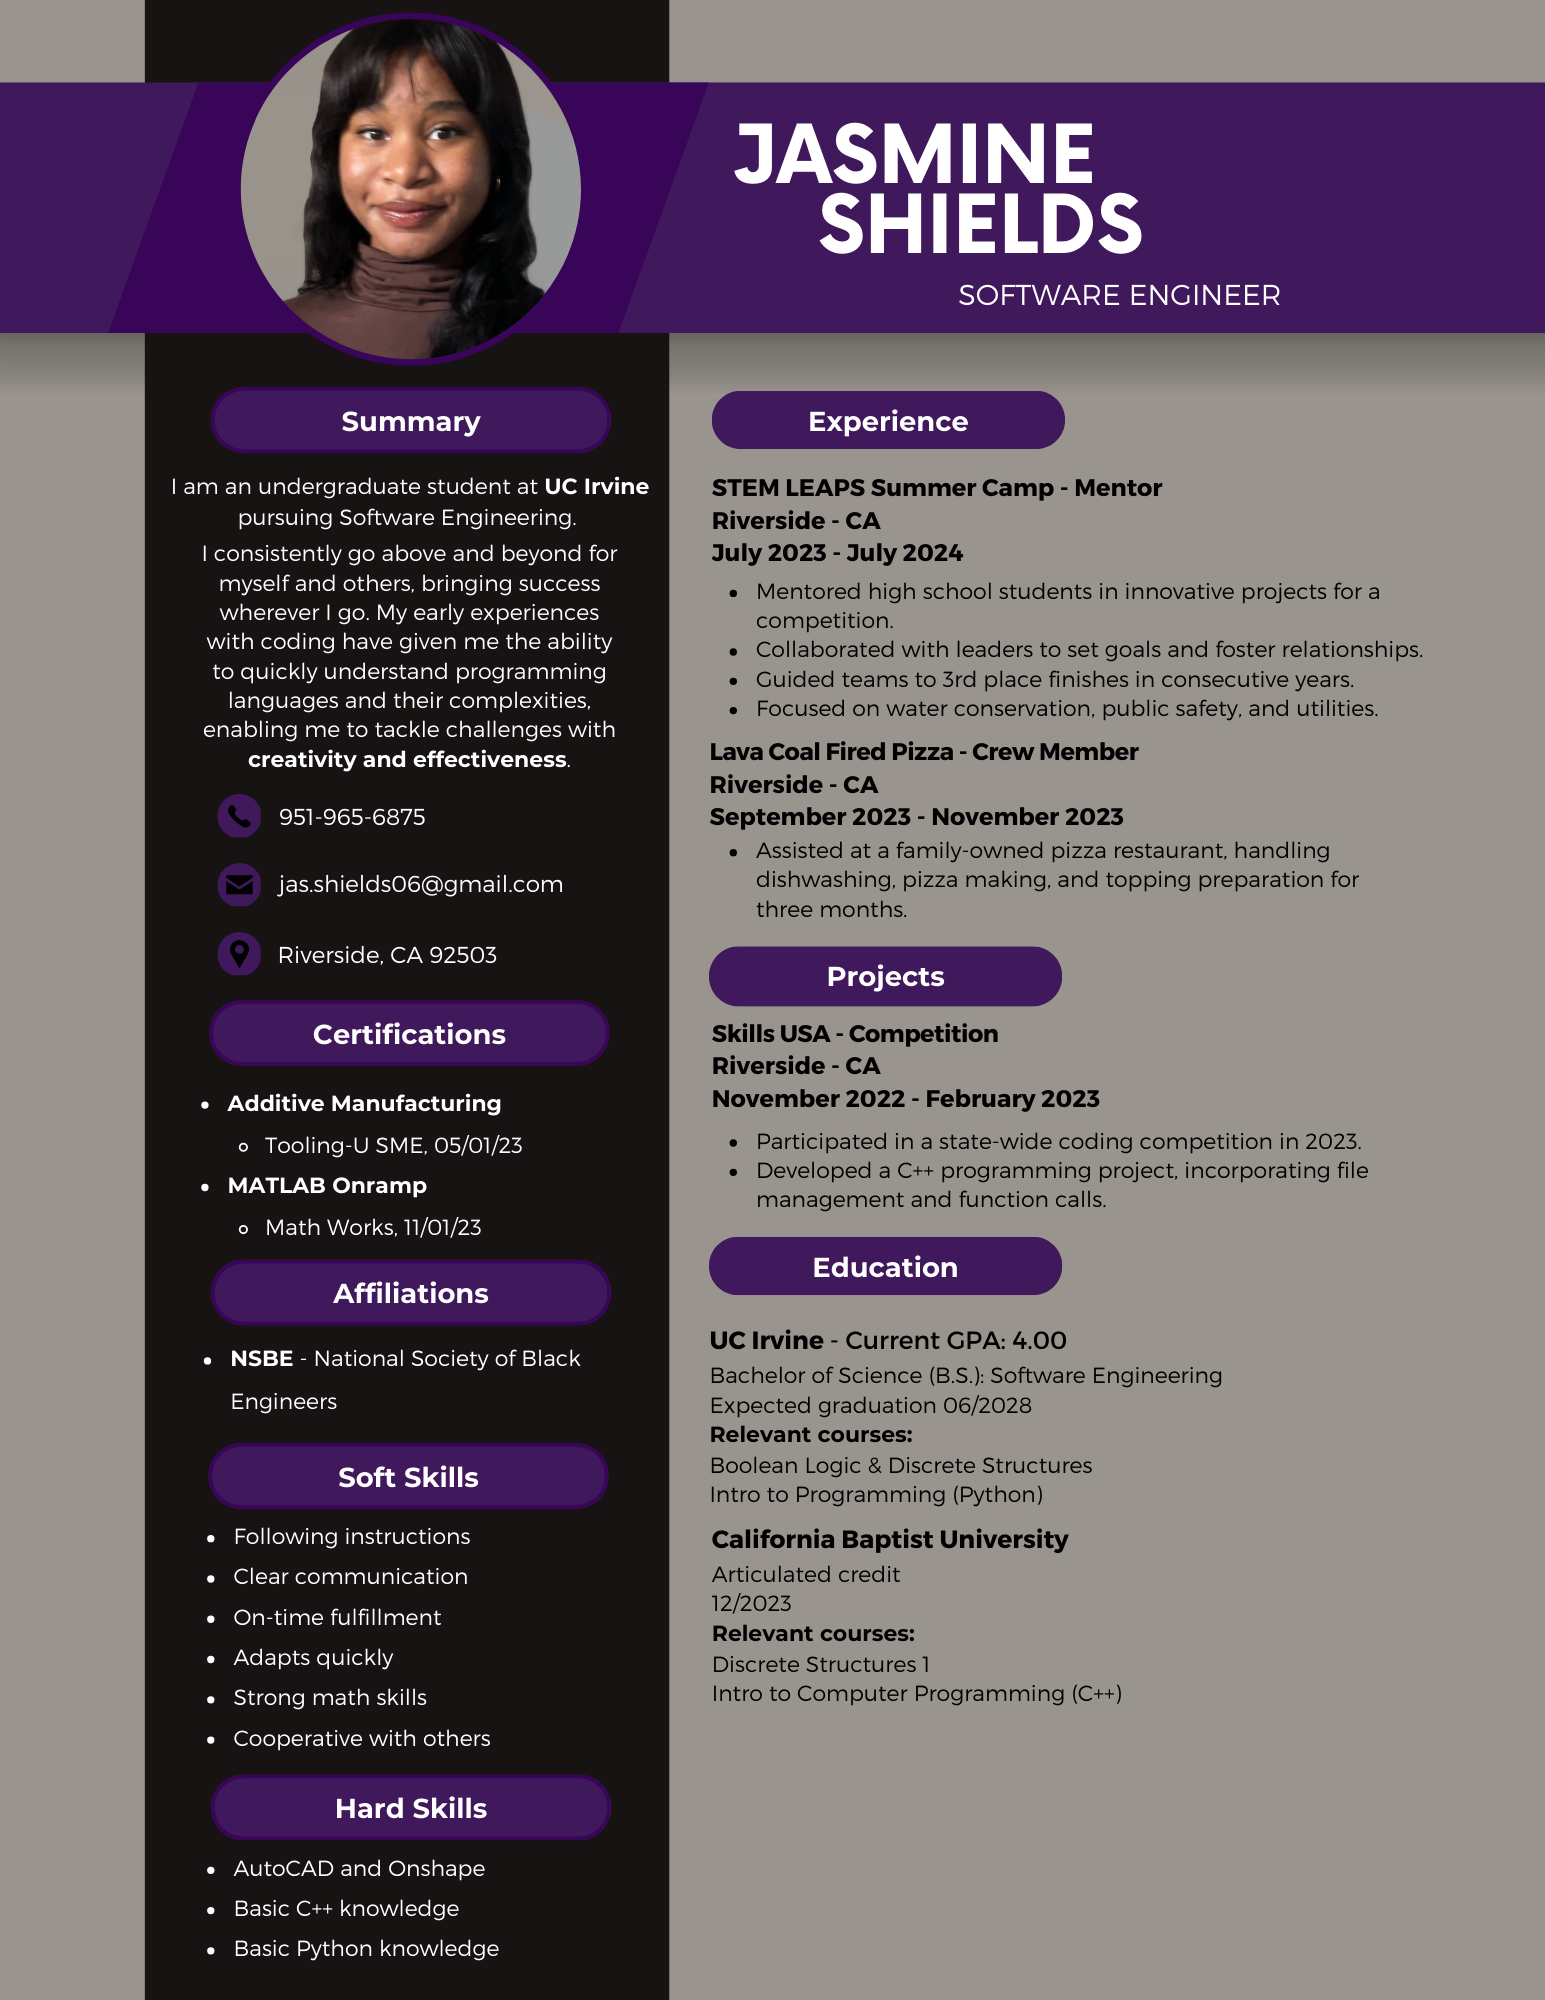 JASMINE
SHIELDS
SOFTWARE ENGINEER
Summary
I am an undergraduate student at UC Irvine
pursuing Software Engineering.
I consistently go above and beyond for
myself and others, bringing success
wherever I go. My early experiences
with coding have given me the ability
to quickly understand programming
languages and their complexities,
enabling me to tackle challenges with
creativity and effectiveness.
951-965-6875
jas.shields06@gmail.com
Riverside, CA 92503
Certifications
• Additive Manufacturing
◦ Tooling-U SME, 05/01/23
• MATLAB Onramp
◦ Math Works, 11/01/23
Affiliations
• NSBE - National Society of Black
Engineers
Soft Skills
• Following instructions
• Clear communication
• On-time fulfillment
• Adapts quickly
• Strong math skills
• Cooperative with others
Hard Skills
• AutoCAD and Onshape
• Basic C++ knowledge
• Basic Python knowledge
Experience
STEM LEAPS Summer Camp - Mentor
Riverside - CA
July 2023 - July 2024
• Mentored high school students in innovative projects for a
competition.
• Collaborated with leaders to set goals and foster relationships.
• Guided teams to 3rd place finishes in consecutive years.
• Focused on water conservation, public safety, and utilities.
Lava Coal Fired Pizza - Crew Member
Riverside - CA
September 2023 - November 2023
• Assisted at a family-owned pizza restaurant, handling
dishwashing, pizza making, and topping preparation for
three months.
Projects
Skills USA - Competition
Riverside - CA
November 2022 - February 2023
• Participated in a state-wide coding competition in 2023.
• Developed a C++ programming project, incorporating file
management and function calls.
Education
UC Irvine - Current GPA: 4.00
Bachelor of Science (B.S.): Software Engineering
Expected graduation 06/2028
Relevant courses:
Boolean Logic & Discrete Structures
Intro to Programming (Python)
California Baptist University
Articulated credit
12/2023
Relevant courses:
Discrete Structures 1
Intro to Computer Programming (C++)